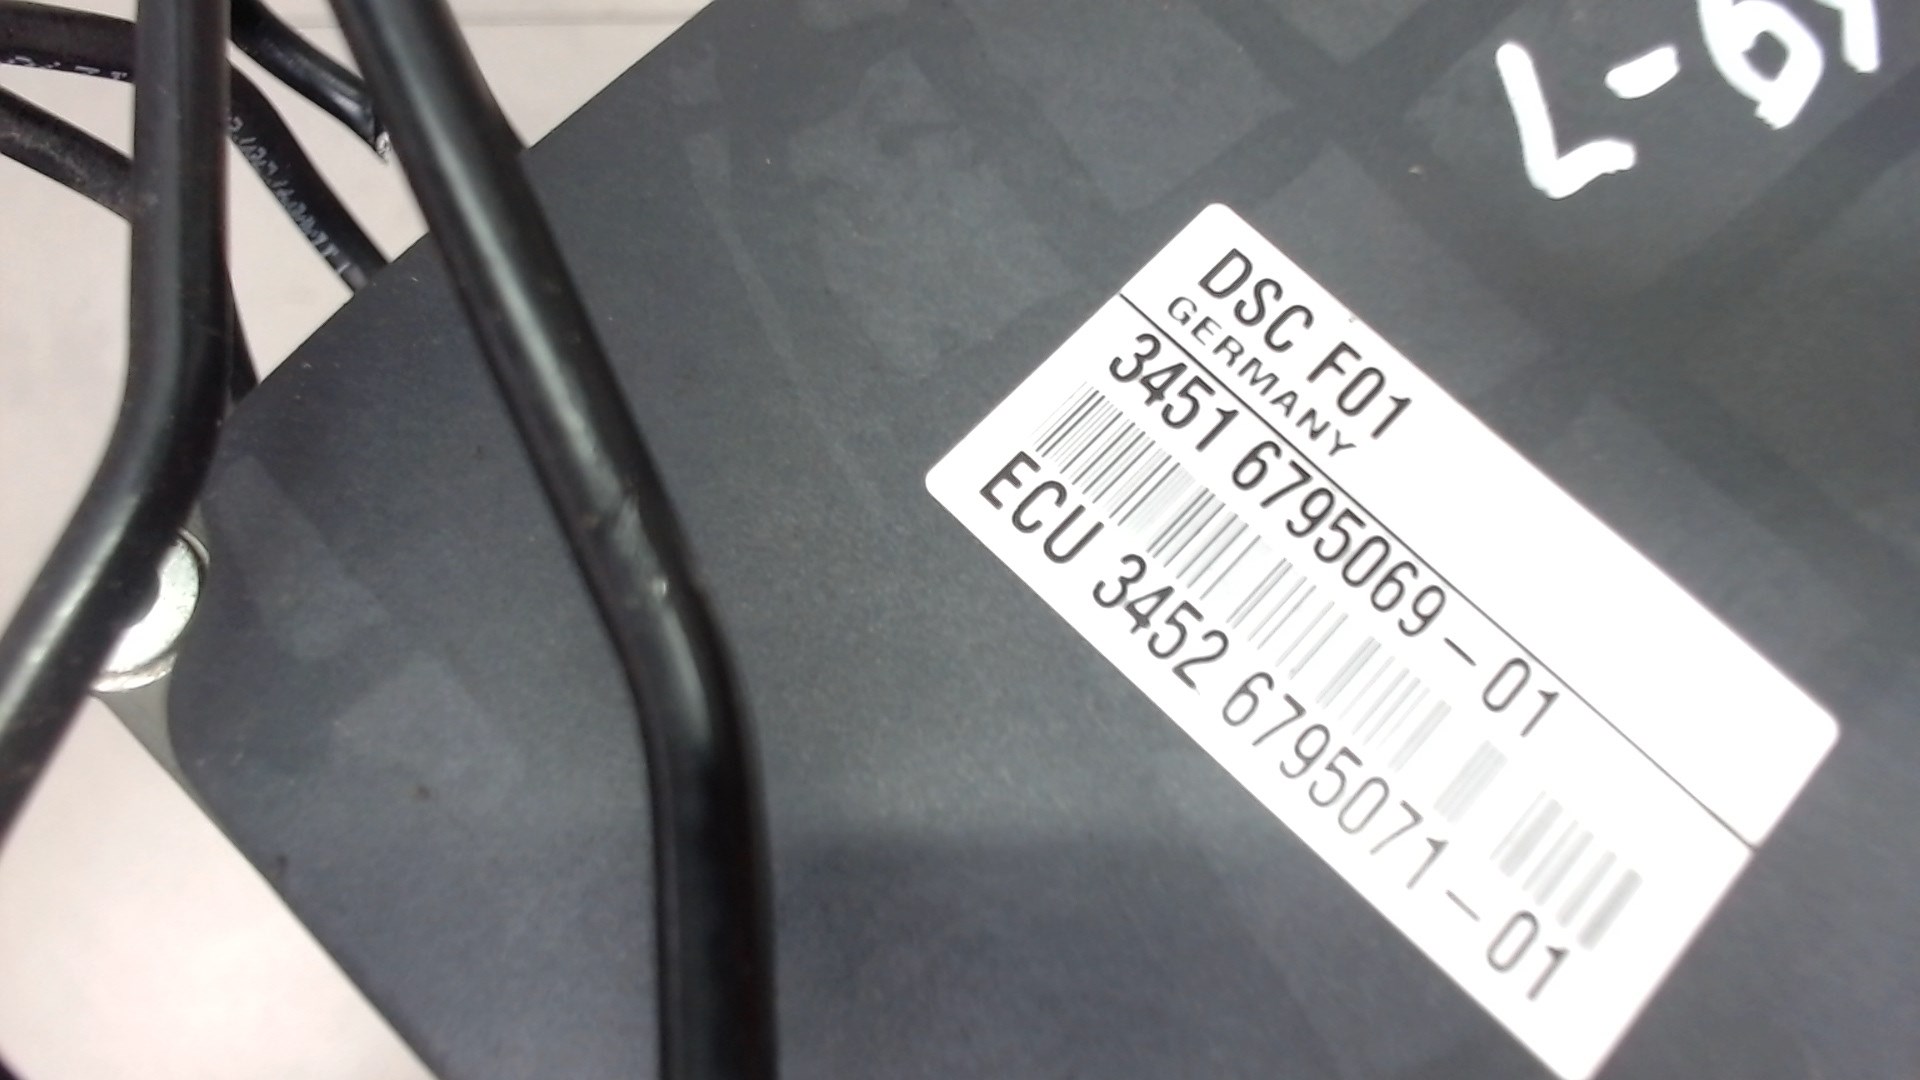 DSC F01
GERMANY
3451 6795069-01
ECU 3452 6795071-01